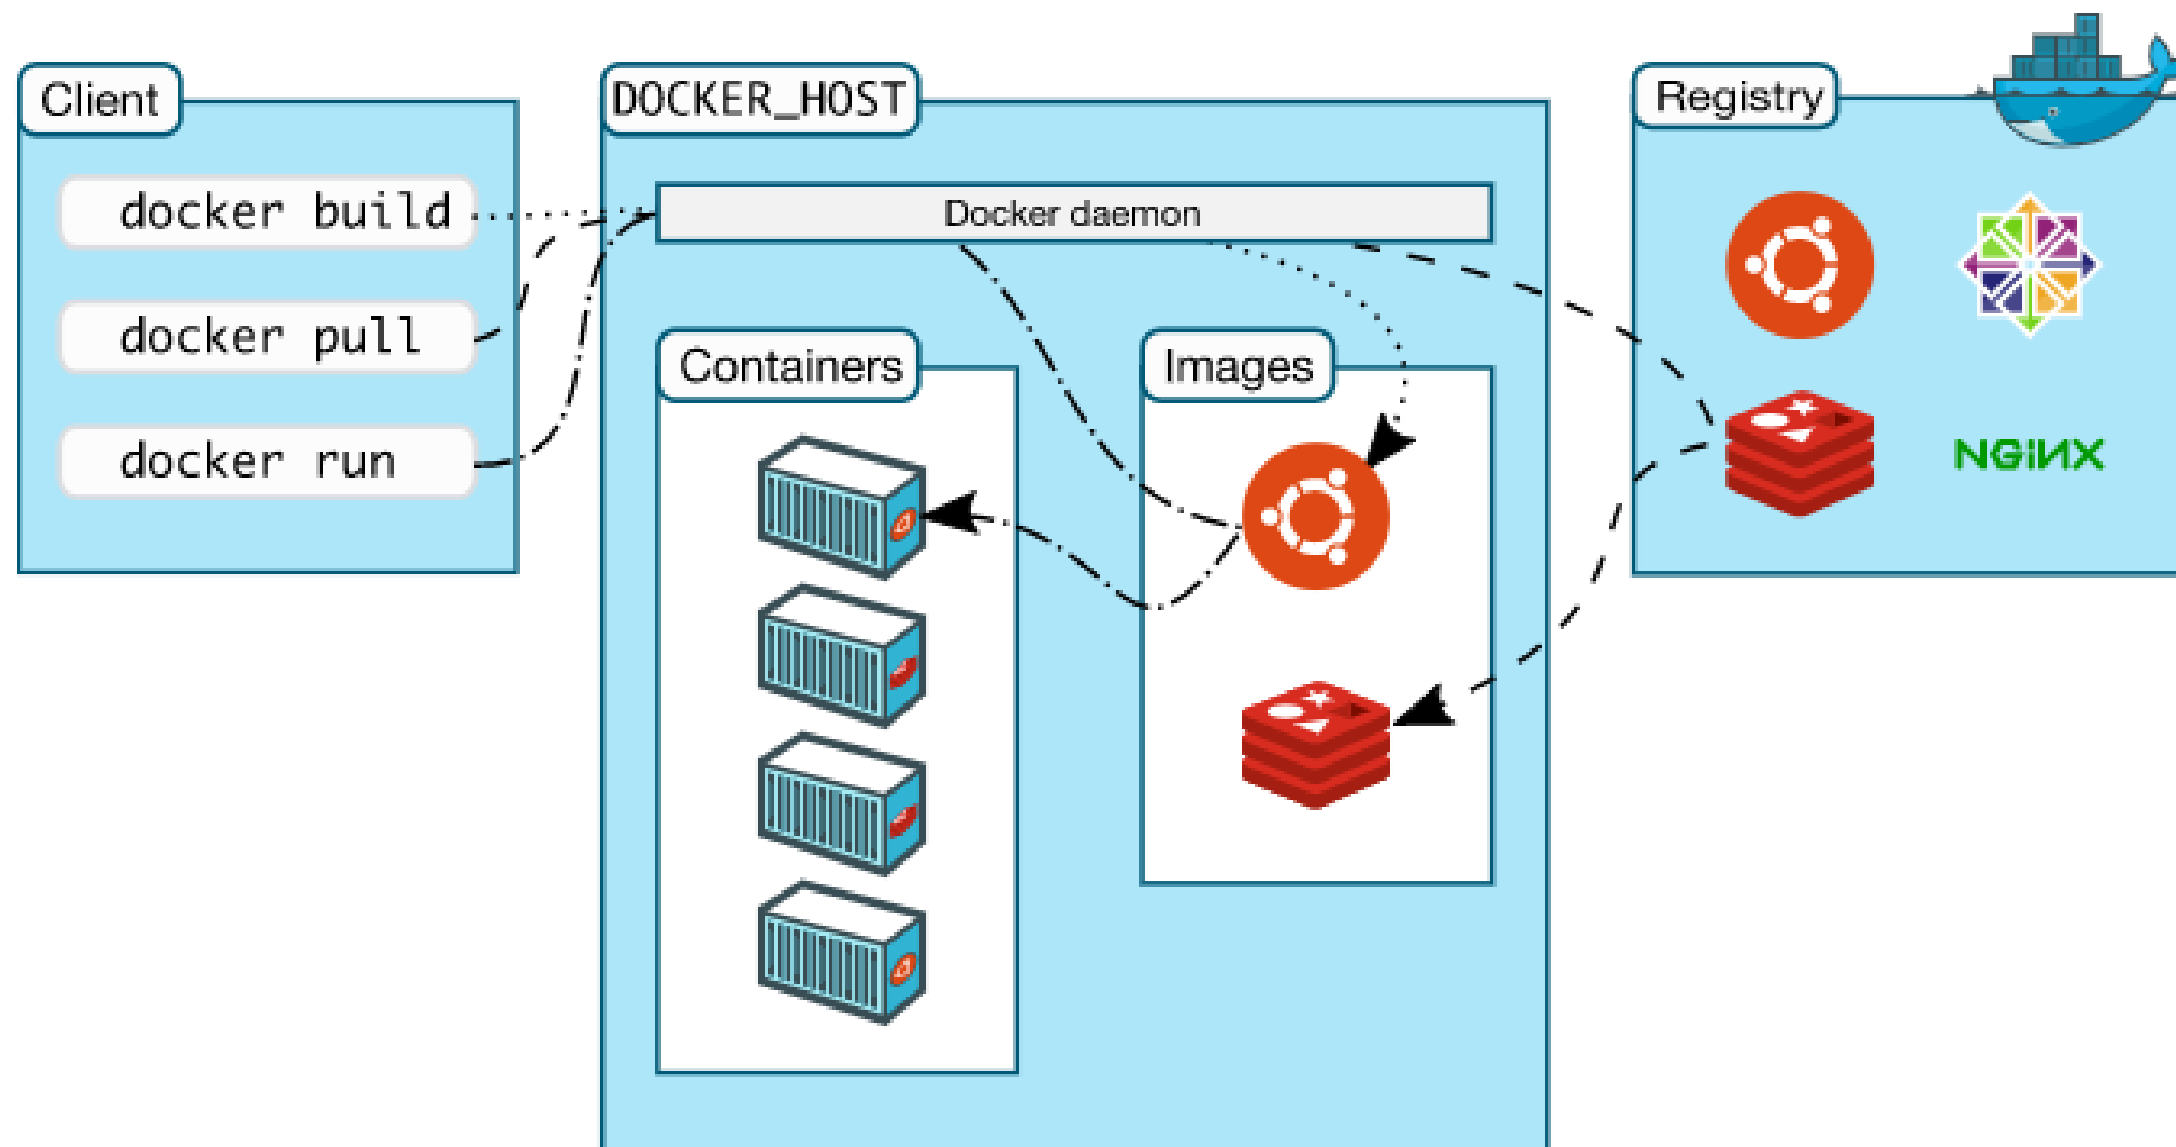 Client
docker build
docker pull
docker run
DOCKER_HOST
Docker daemon
Containers
Images
Registry
NGiNX